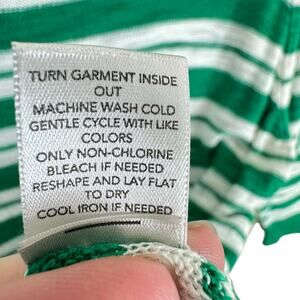 TURN GARMENT INSIDE
OUT
MACHINE WASH COLD
GENTLE CYCLE WITH LIKE
COLORS
ONLY NON-CHLORINE
BLEACH IF NEEDED
RESHAPE AND LAY FLAT
TO DRY
COOL IRON IF NEEDED